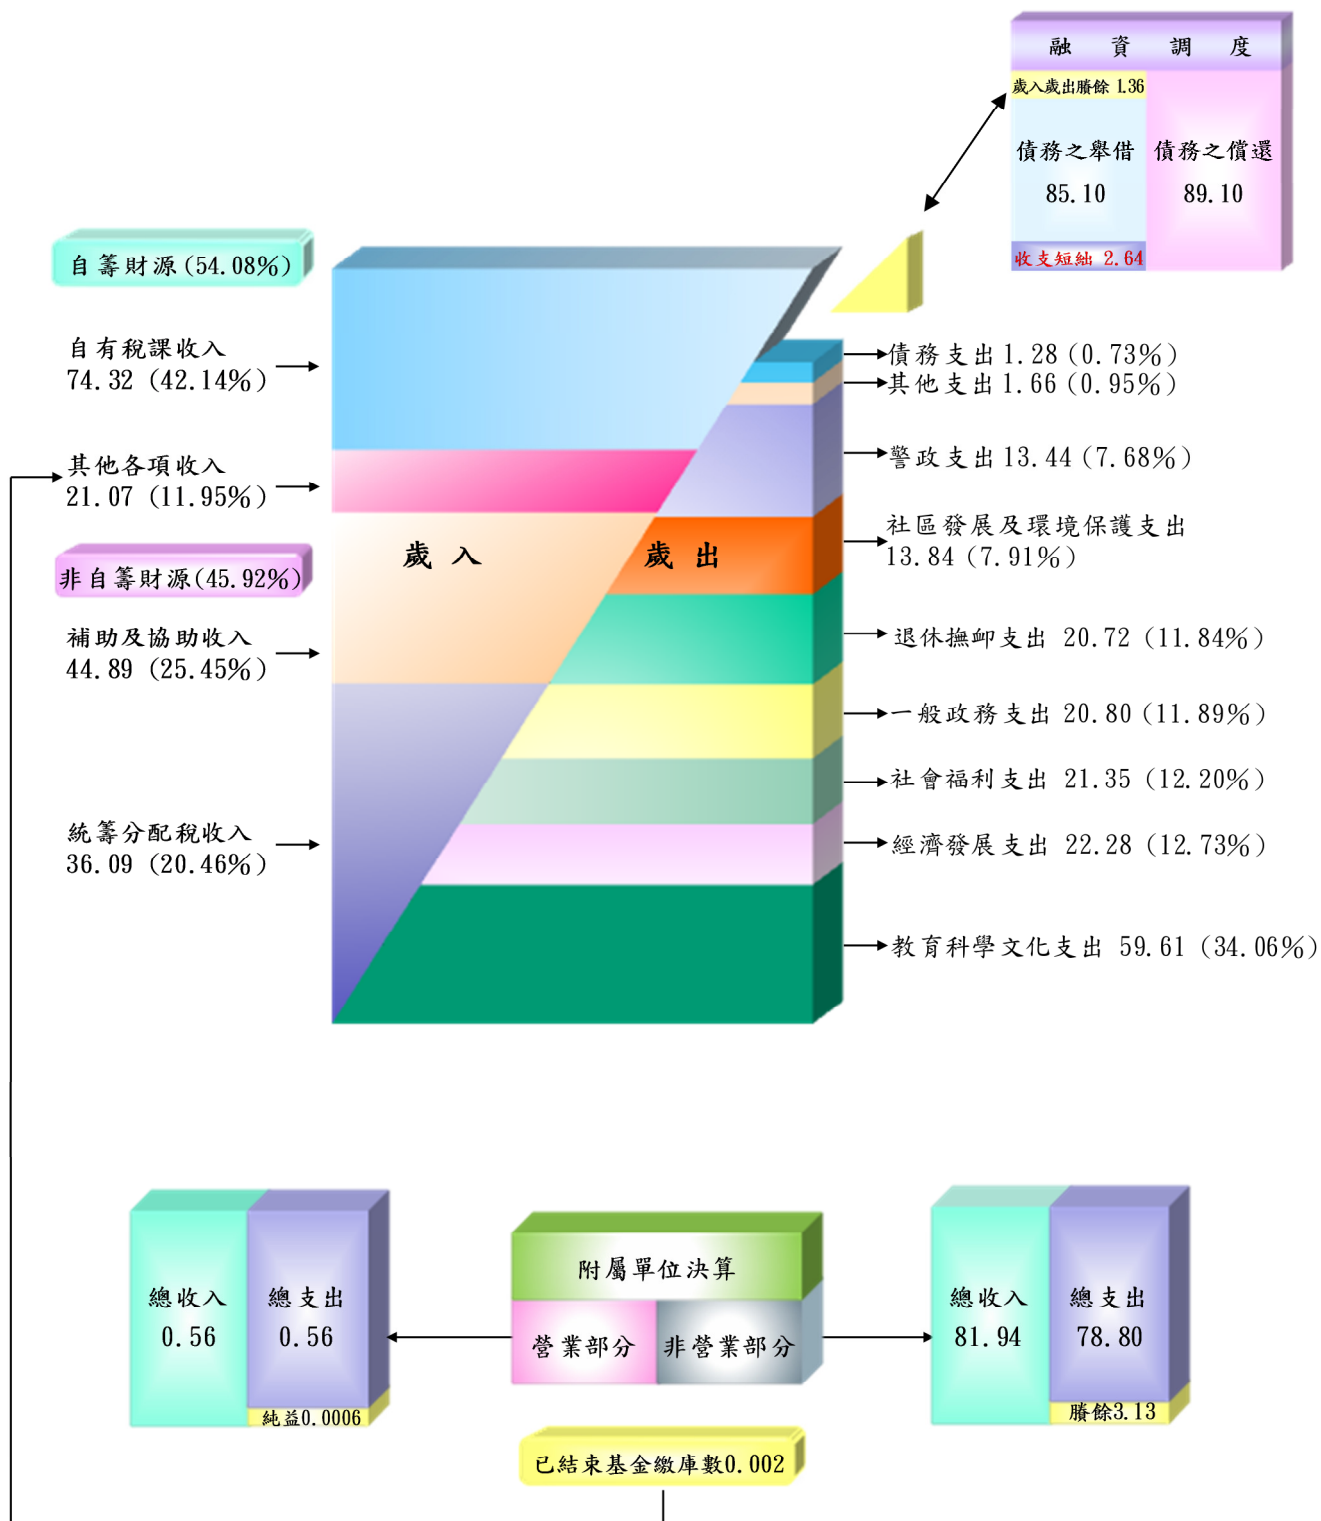 融資調度
歲入歲出賸餘 1.36
債務之舉借
85.10
債務之償還
89.10
收支短絀 2.64
自籌財源(54.08%)
自有稅課收入
74.32 (42.14%)
其他各項收入
21.07 (11.95%)
非自籌財源(45.92%)
補助及協助收入
44.89 (25.45%)
統籌分配稅收入
36.09 (20.46%)
歲入
歲出
債務支出 1.28 (0.73%)
其他支出 1.66 (0.95%)
警政支出 13.44 (7.68%)
社區發展及環境保護支出
13.84 (7.91%)
退休撫卹支出 20.72 (11.84%)
一般政務支出 20.80 (11.89%)
社會福利支出 21.35 (12.20%)
經濟發展支出 22.28 (12.73%)
教育科學文化支出 59.61 (34.06%)
總收入
0.56
總支出
0.56
純益0.0006
附屬單位決算
營業部分
非營業部分
總收入
81.94
總支出
78.80
賸餘3.13
已結束基金繳庫數0.002